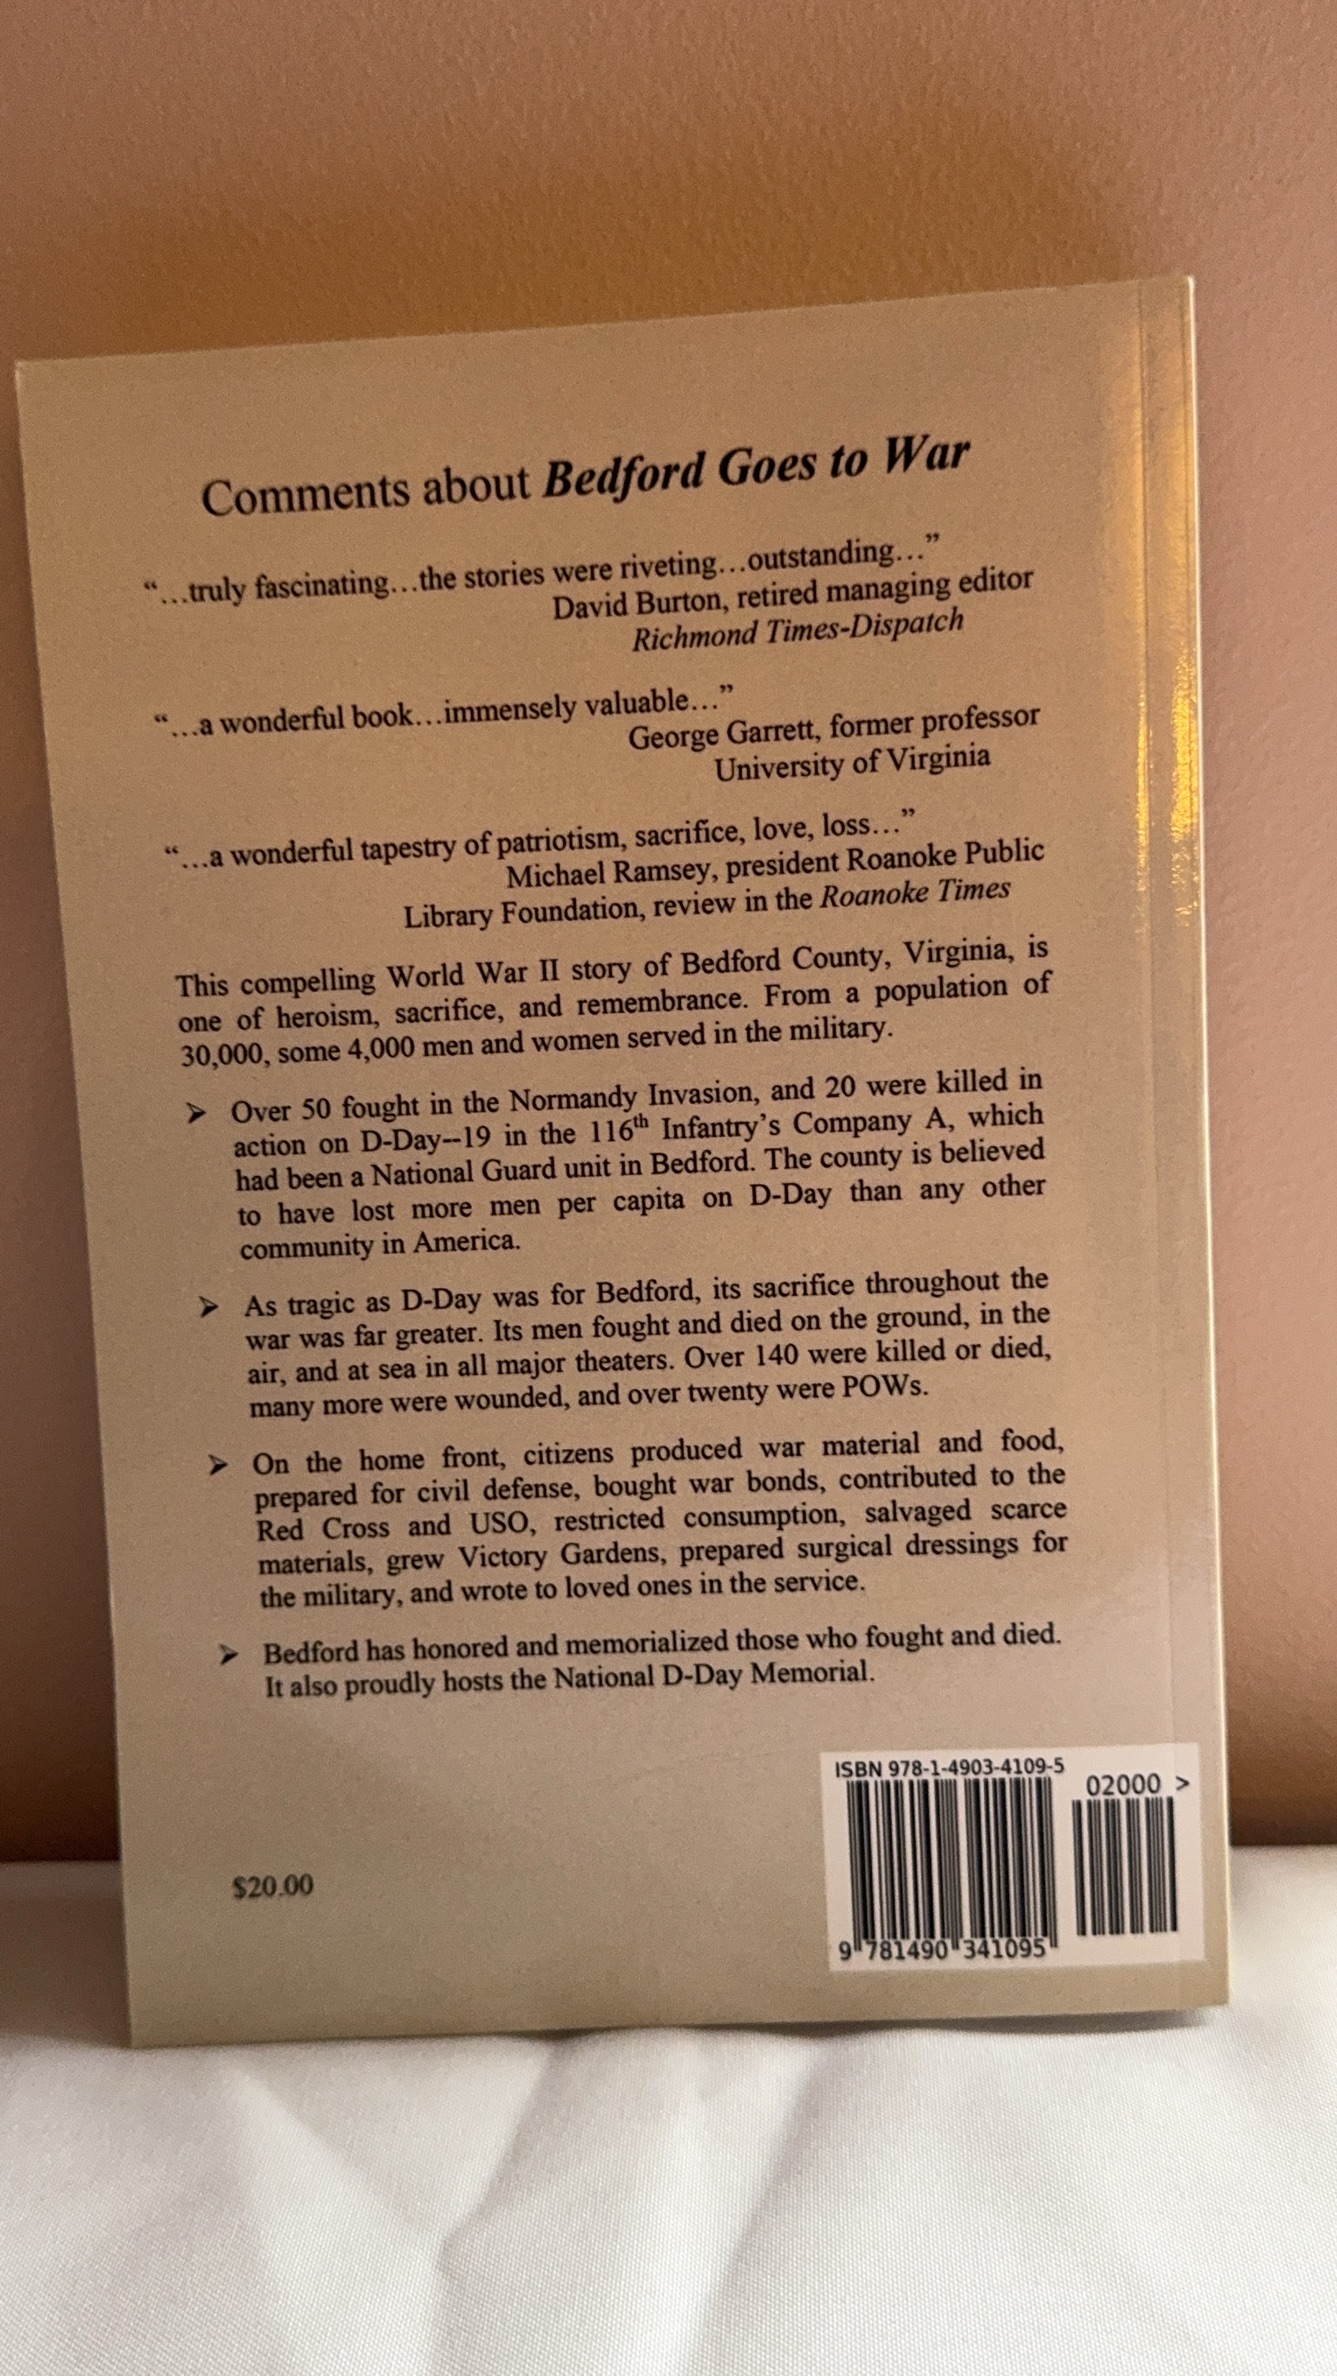 Comments about Bedford Goes to War
“…truly fascinating…the stories were riveting…outstanding…”
David Burton, retired managing editor
Richmond Times-Dispatch
“…a wonderful book…immensely valuable…”
George Garrett, former professor
University of Virginia
“…a wonderful tapestry of patriotism, sacrifice, love, loss…”
Michael Ramsey, president Roanoke Public
Library Foundation, review in the Roanoke Times
This compelling World War II story of Bedford County, Virginia, is
one of heroism, sacrifice, and remembrance. From a population of
30,000, some 4,000 men and women served in the military.
➢ Over 50 fought in the Normandy Invasion, and 20 were killed in
action on D-Day--19 in the 116th Infantry’s Company A, which
had been a National Guard unit in Bedford. The county is believed
to have lost more men per capita on D-Day than any other
community in America.
➢ As tragic as D-Day was for Bedford, its sacrifice throughout the
war was far greater. Its men fought and died on the ground, in the
air, and at sea in all major theaters. Over 140 were killed or died,
many more were wounded, and over twenty were POWs.
➢ On the home front, citizens produced war material and food,
prepared for civil defense, bought war bonds, contributed to the
Red Cross and USO, restricted consumption, salvaged scarce
materials, grew Victory Gardens, prepared surgical dressings for
the military, and wrote to loved ones in the service.
➢ Bedford has honored and memorialized those who fought and died.
It also proudly hosts the National D-Day Memorial.
ISBN 978-1-4903-4109-5
02000 >
$20.00
9 781490 341095